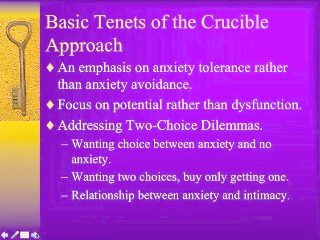 Basic Tenets of the Crucible
Approach
♦ An emphasis on anxiety tolerance rather
than anxiety avoidance.
♦ Focus on potential rather than dysfunction.
♦ Addressing Two-Choice Dilemmas.
– Wanting choice between anxiety and no
anxiety.
– Wanting two choices, buy only getting one.
– Relationship between anxiety and intimacy.